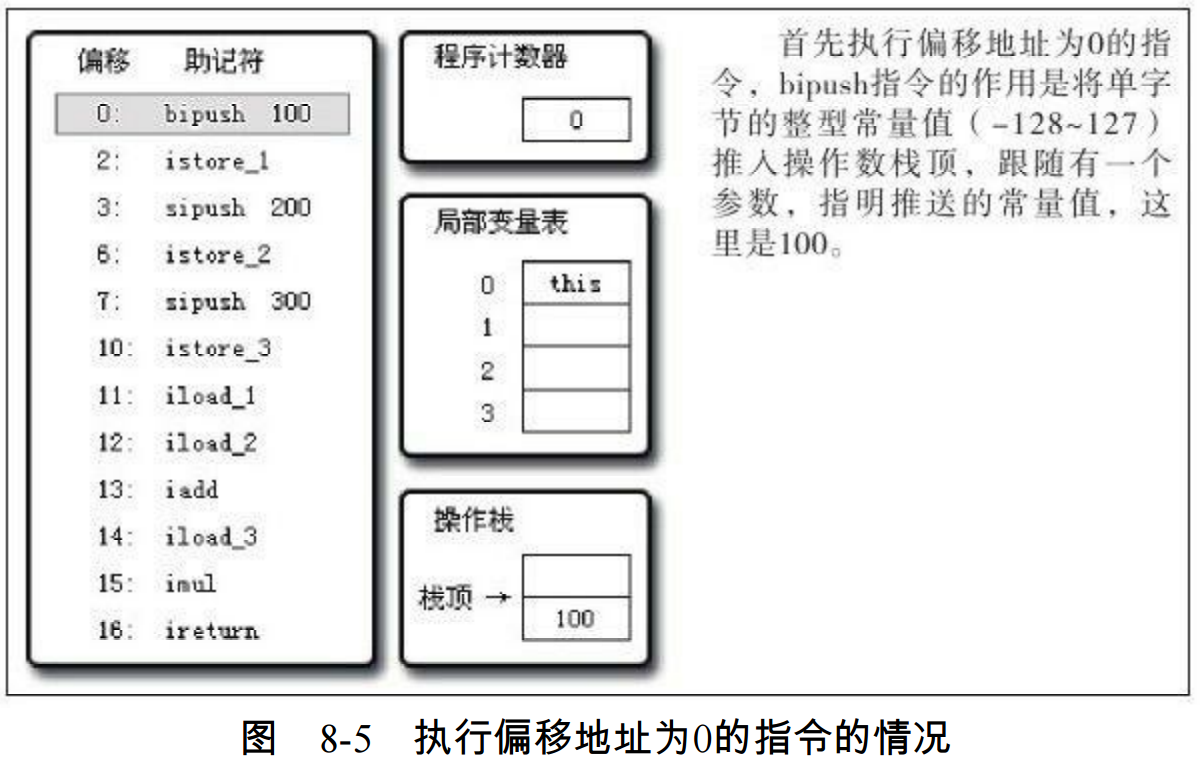 偏移 助记符
0: bipush 100
2: istore_1
3: sipush 200
6: istore_2
7: sipush 300
10: istore_3
11: iload_1
12: iload_2
13: iadd
14: iload_3
15: imul
16: ireturn
程序计数器
0
局部变量表
0 this
1
2
3
操作栈
栈顶 →
100
首先执行偏移地址为0的指
令，bipush指令的作用是将单字
节的整型常量值（-128~127）
推入操作数栈顶，跟随有一个
参数，指明推送的常量值，这
里是100。
图 8-5 执行偏移地址为0的指令的情况